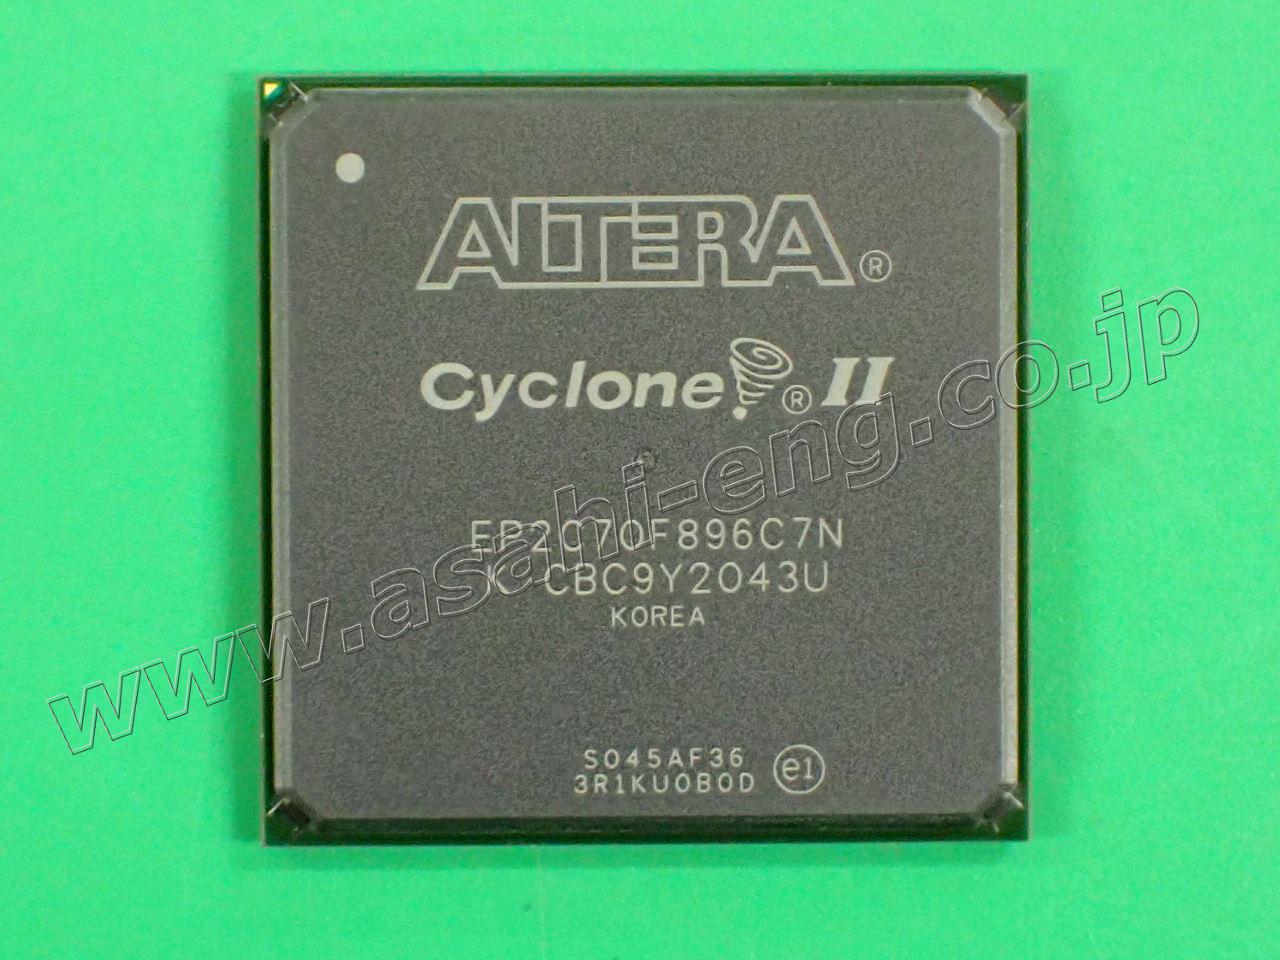 ALTERA®
Cyclone® II
EP2C70F896C7N
K CBC9Y2043U
KOREA
S045AF36
3R1KU0B0D e1
www.asahi-eng.co.jp